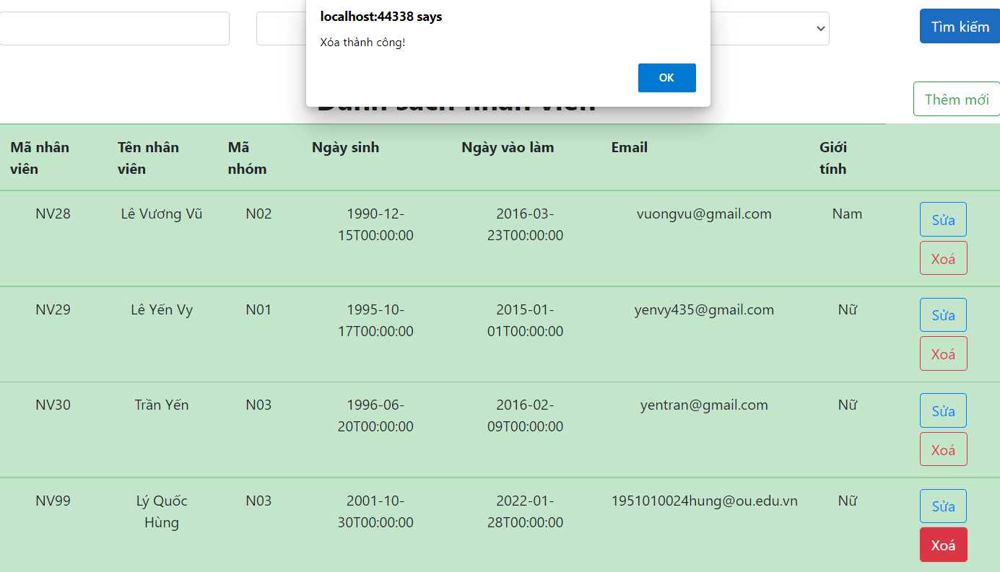 localhost:44338 says
Xóa thành công!
OK
Tìm kiếm
Danh sách nhân viên
Thêm mới
Mã nhân viên
Tên nhân viên
Mã nhóm
Ngày sinh
Ngày vào làm
Email
Giới tính
NV28
Lê Vương Vũ
N02
1990-12-
15T00:00:00
2016-03-
23T00:00:00
vuongvu@gmail.com
Nam
Sửa
Xoá
NV29
Lê Yến Vy
N01
1995-10-
17T00:00:00
2015-01-
01T00:00:00
yenvy435@gmail.com
Nữ
Sửa
Xoá
NV30
Trần Yến
N03
1996-06-
20T00:00:00
2016-02-
09T00:00:00
yentran@gmail.com
Nữ
Sửa
Xoá
NV99
Lý Quốc
Hùng
N03
2001-10-
30T00:00:00
2022-01-
28T00:00:00
1951010024hung@ou.edu.vn
Nữ
Sửa
Xoá